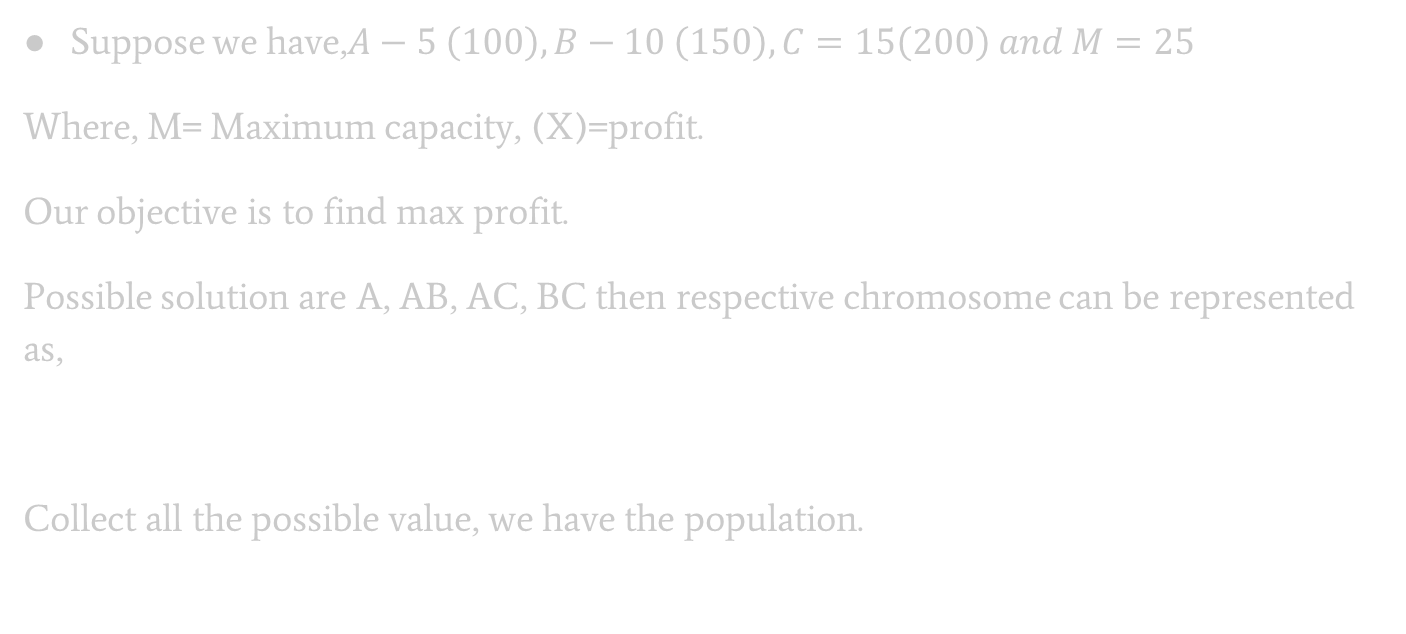 ● Suppose we have,A − 5 (100), B − 10 (150), C = 15(200) and M = 25
Where, M= Maximum capacity, (X)=profit.
Our objective is to find max profit.
Possible solution are A, AB, AC, BC then respective chromosome can be represented
as,
Collect all the possible value, we have the population.